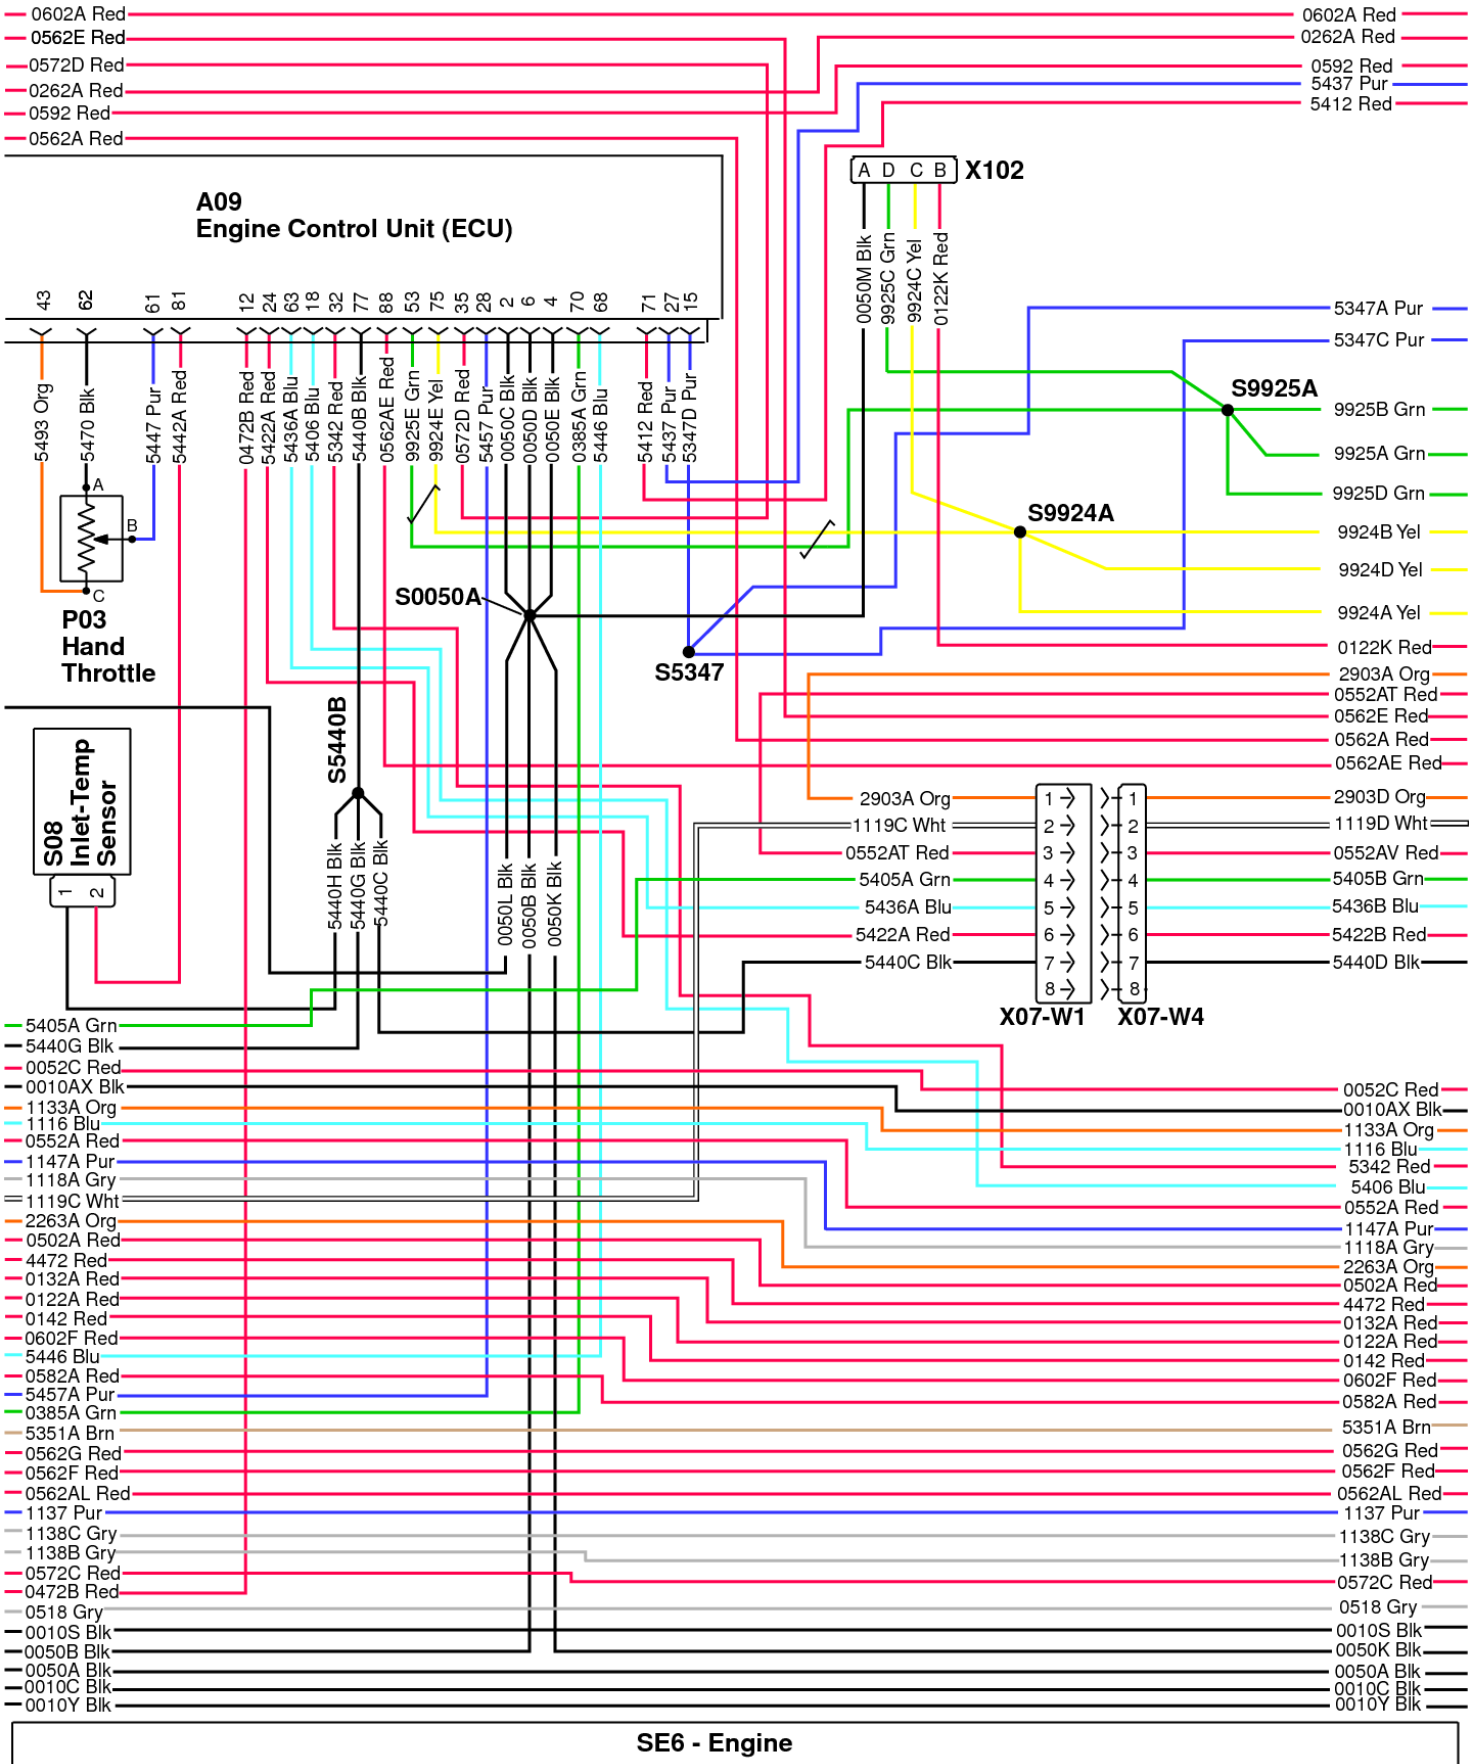 0602A Red 0602A Red
0562E Red 0262A Red
0572D Red 0592 Red
0262A Red 5437 Pur
0592 Red 5412 Red
0562A Red
A D C B X102
A09
Engine Control Unit (ECU)
0050M Blk
9925C Grn
9924C Yel
0122K Red
43 62 61 81 12 24 63 18 32 77 88 53 75 35 28 2 6 4 70 68 71 27 15
5493 Org
5470 Blk
5447 Pur
5442A Red
0472B Red
5422A Red
5436A Blu
5406 Blu
5342 Red
5440B Blk
0562AE Red
9925E Grn
9924E Yel
0572D Red
5457 Pur
0050C Blk
0050D Blk
0050E Blk
0385A Grn
5446 Blu
5412 Red
5437 Pur
5347D Pur
5347A Pur
5347C Pur
S9925A
9925B Grn
9925A Grn
9925D Grn
S9924A
9924B Yel
9924D Yel
9924A Yel
A
B
C
P03
Hand
Throttle
S0050A
S5347
0122K Red
2903A Org
0552AT Red
0562E Red
0562A Red
0562AE Red
S5440B
S08
Inlet-Temp
Sensor
1 2
5440H Blk
5440G Blk
5440C Blk
0050L Blk
0050B Blk
0050K Blk
2903A Org 1 1 2903D Org
1119C Wht 2 2 1119D Wht
0552AT Red 3 3 0552AV Red
5405A Grn 4 4 5405B Grn
5436A Blu 5 5 5436B Blu
5422A Red 6 6 5422B Red
5440C Blk 7 7 5440D Blk
8 8
X07-W1 X07-W4
5405A Grn
5440G Blk
0052C Red 0052C Red
0010AX Blk 0010AX Blk
1133A Org 1133A Org
1116 Blu 1116 Blu
0552A Red 5342 Red
1147A Pur 5406 Blu
1118A Gry 0552A Red
1119C Wht 1147A Pur
2263A Org 1118A Gry
0502A Red 2263A Org
4472 Red 0502A Red
0132A Red 4472 Red
0122A Red 0132A Red
0142 Red 0122A Red
0602F Red 0142 Red
5446 Blu 0602F Red
0582A Red 0582A Red
5457A Pur
0385A Grn
5351A Brn 5351A Brn
0562G Red 0562G Red
0562F Red 0562F Red
0562AL Red 0562AL Red
1137 Pur 1137 Pur
1138C Gry 1138C Gry
1138B Gry 1138B Gry
0572C Red 0572C Red
0472B Red
0518 Gry 0518 Gry
0010S Blk 0010S Blk
0050B Blk 0050K Blk
0050A Blk 0050A Blk
0010C Blk 0010C Blk
0010Y Blk 0010Y Blk
SE6 - Engine